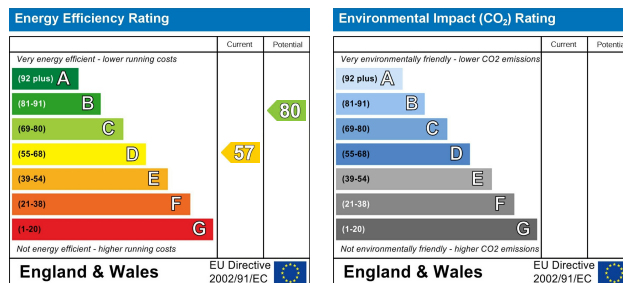 Energy Efficiency Rating
Current Potential
Very energy efficient - lower running costs
(92 plus) A
(81-91) B
(69-80) C
(55-68) D
(39-54) E
(21-38) F
(1-20) G
80
57
Not energy efficient - higher running costs
England & Wales
EU Directive
2002/91/EC
Environmental Impact (CO2) Rating
Current Potential
Very environmentally friendly - lower CO2 emissions
(92 plus) A
(81-91) B
(69-80) C
(55-68) D
(39-54) E
(21-38) F
(1-20) G
Not environmentally friendly - higher CO2 emissions
England & Wales
EU Directive
2002/91/EC